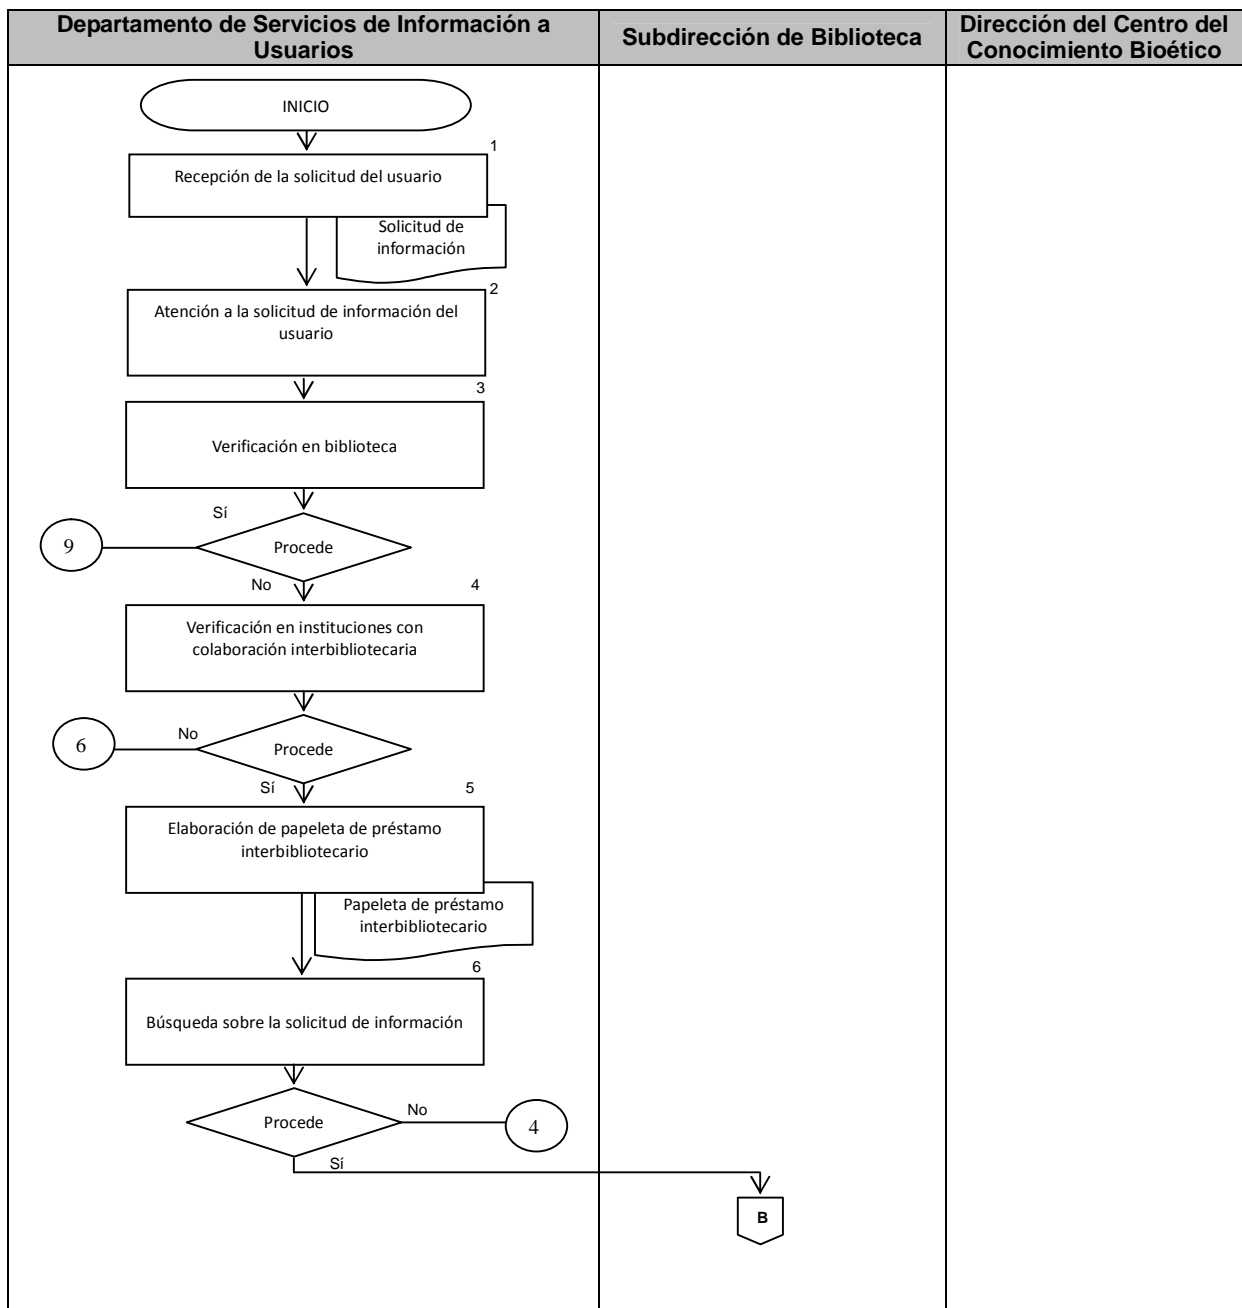 Departamento de Servicios de Información a
Usuarios
Subdirección de Biblioteca
Dirección del Centro del
Conocimiento Bioético
INICIO
1
Recepción de la solicitud del usuario
Solicitud de
información
2
Atención a la solicitud de información del
usuario
3
Verificación en biblioteca
Sí
9
Procede
No
4
Verificación en instituciones con
colaboración interbibliotecaria
No
6
Procede
Sí
5
Elaboración de papeleta de préstamo
interbibliotecario
Papeleta de préstamo
interbibliotecario
6
Búsqueda sobre la solicitud de información
Procede
No
4
Sí
B